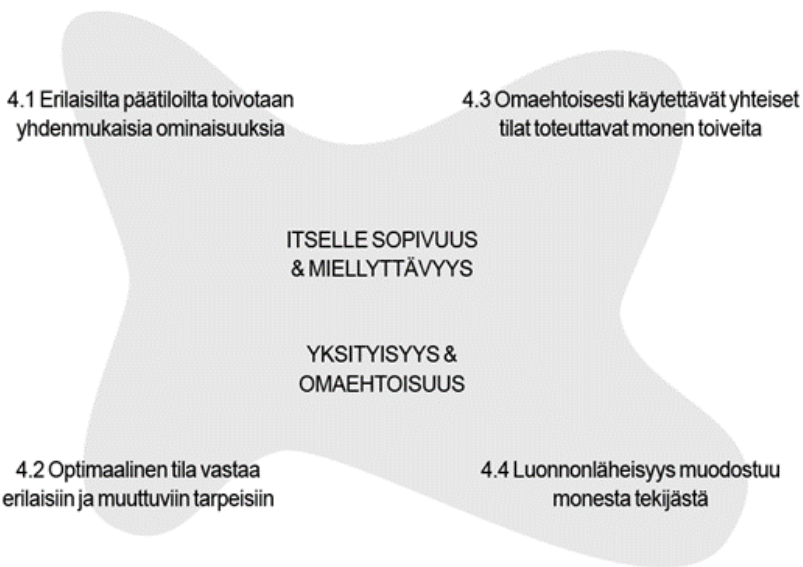 4.1 Erilaisilta päätiloilta toivotaan
yhdenmukaisia ominaisuuksia
4.3 Omaehtoisesti käytettävät yhteiset
tilat toteuttavat monen toiveita
ITSELLE SOPIVUUS
& MIELLYTTÄVYYS
YKSITYISYYS &
OMAEHTOISUUS
4.2 Optimaalinen tila vastaa
erilaisiin ja muuttuviin tarpeisiin
4.4 Luonnonläheisyys muodostuu
monesta tekijästä